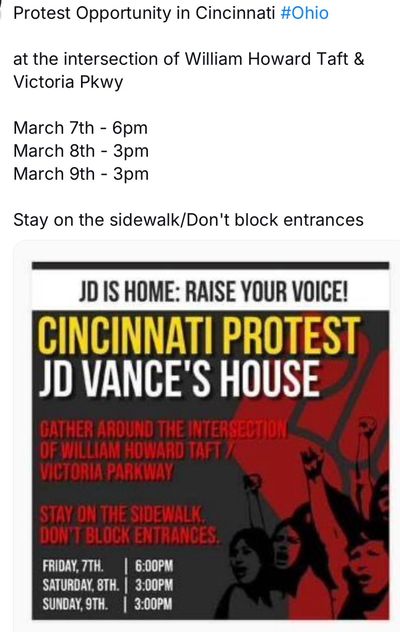 Protest Opportunity in Cincinnati #Ohio
at the intersection of William Howard Taft &
Victoria Pkwy
March 7th - 6pm
March 8th - 3pm
March 9th - 3pm
Stay on the sidewalk/Don't block entrances
JD IS HOME: RAISE YOUR VOICE!
CINCINNATI PROTEST
JD VANCE'S HOUSE
GATHER AROUND THE INTERSECTION
OF WILLIAM HOWARD TAFT /
VICTORIA PARKWAY
STAY ON THE SIDEWALK.
DON'T BLOCK ENTRANCES.
FRIDAY, 7TH. | 6:00PM
SATURDAY, 8TH. | 3:00PM
SUNDAY, 9TH. | 3:00PM